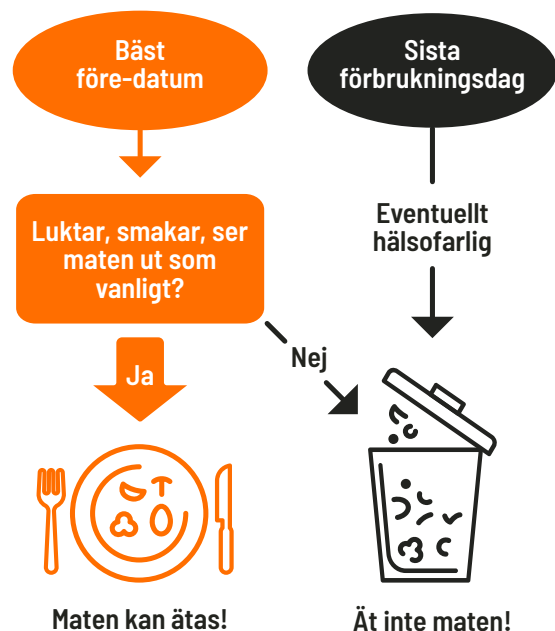 Bäst
före-datum
Sista
förbrukningsdag
Luktar, smakar, ser
maten ut som
vanligt?
Eventuellt
hälsofarlig
Nej
Ja
Maten kan ätas!
Ät inte maten!